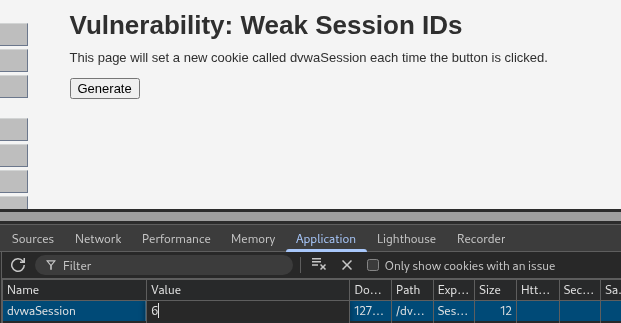 Vulnerability: Weak Session IDs
This page will set a new cookie called dvwaSession each time the button is clicked.
Generate
Sources Network Performance Memory Application Lighthouse Recorder
Filter Only show cookies with an issue
Name Value Do... Path Exp... Size Htt... Sec... Sa...
dvwaSession 6 127... /dv... Ses... 12